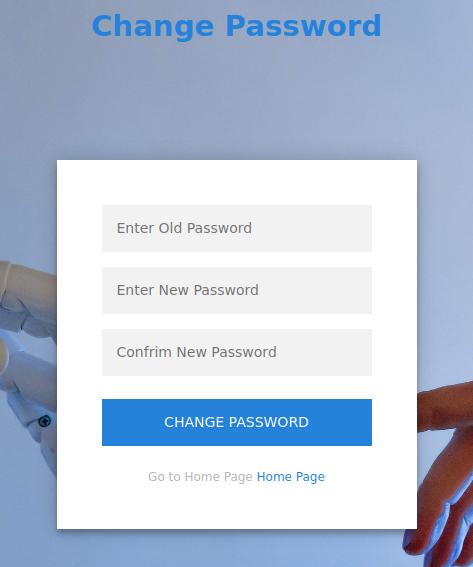 Change Password
Enter Old Password
Enter New Password
Confrim New Password
CHANGE PASSWORD
Go to Home Page Home Page